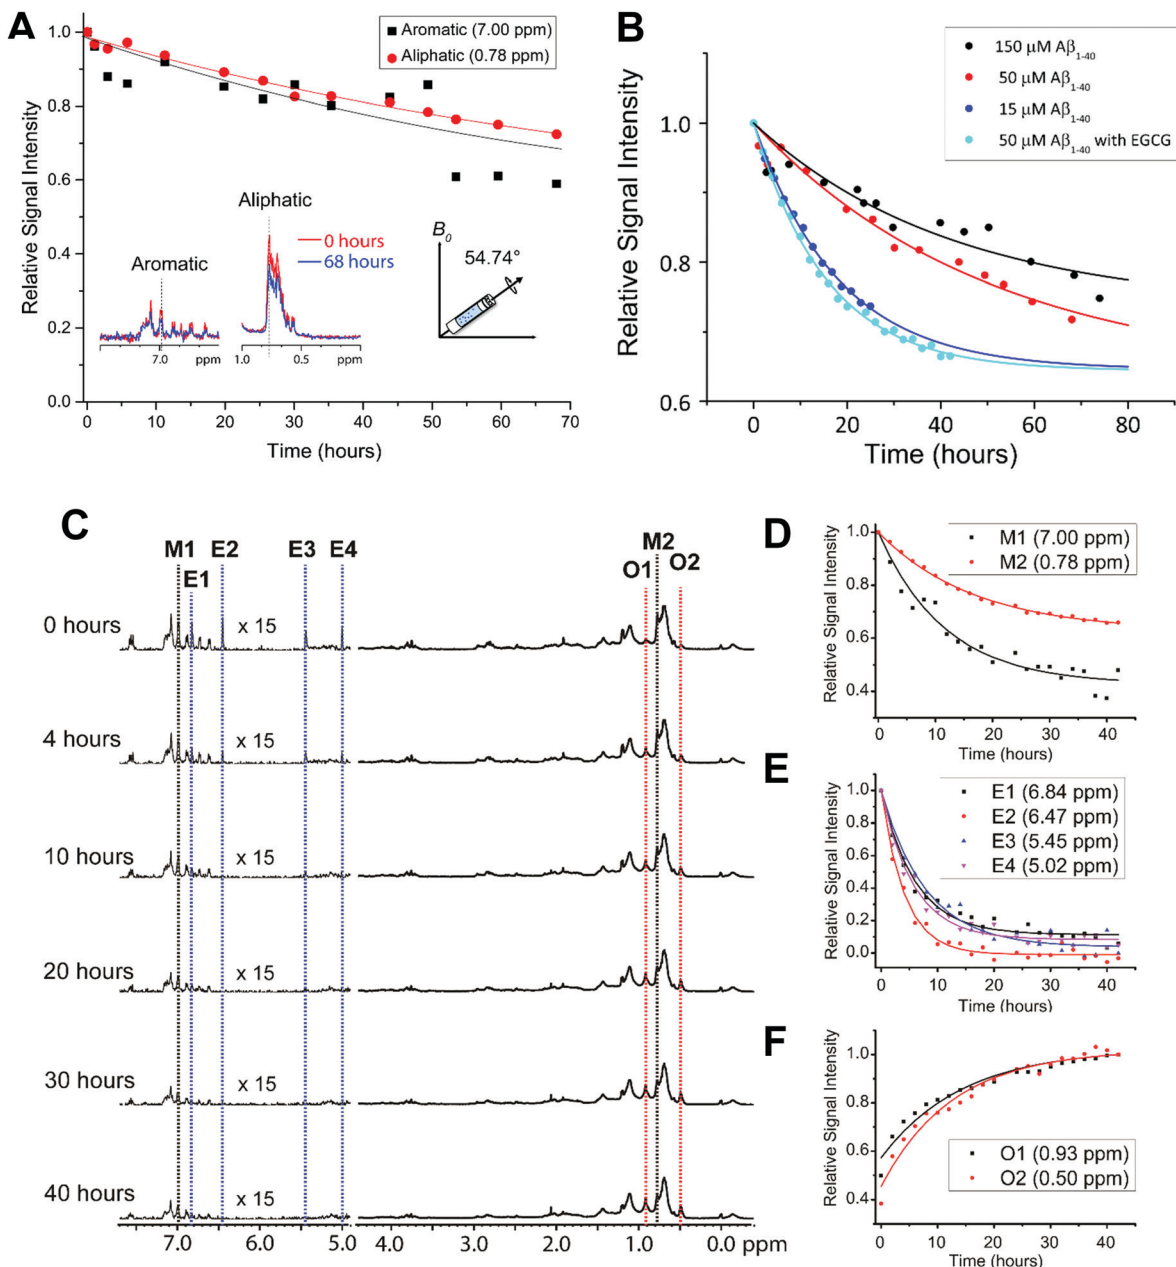 A
Relative Signal Intensity
1.0
0.8
0.6
0.4
0.2
0.0
0
10
20
30
40
50
60
70
Time (hours)
Aromatic (7.00 ppm)
Aliphatic (0.78 ppm)
Aliphatic
0 hours
68 hours
Aromatic
7.0
ppm
1.0
0.5
ppm
B0
54.74°
B
Relative Signal Intensity
1.0
0.8
0.6
0
20
40
60
80
Time (hours)
150 μM Aβ1-40
50 μM Aβ1-40
15 μM Aβ1-40
50 μM Aβ1-40 with EGCG
C
M1
E1
E2
E3
E4
O1
M2
O2
0 hours
x 15
4 hours
x 15
10 hours
x 15
20 hours
x 15
30 hours
x 15
40 hours
x 15
7.0
6.0
5.0
4.0
3.0
2.0
1.0
0.0
ppm
D
Relative Signal Intensity
1.0
0.8
0.6
0.4
0
10
20
30
40
Time (hours)
M1 (7.00 ppm)
M2 (0.78 ppm)
E
Relative Signal Intensity
1.0
0.8
0.6
0.4
0.2
0.0
0
10
20
30
40
Time (hours)
E1 (6.84 ppm)
E2 (6.47 ppm)
E3 (5.45 ppm)
E4 (5.02 ppm)
F
Relative Signal Intensity
1.0
0.8
0.6
0.4
0
10
20
30
40
Time (hours)
O1 (0.93 ppm)
O2 (0.50 ppm)